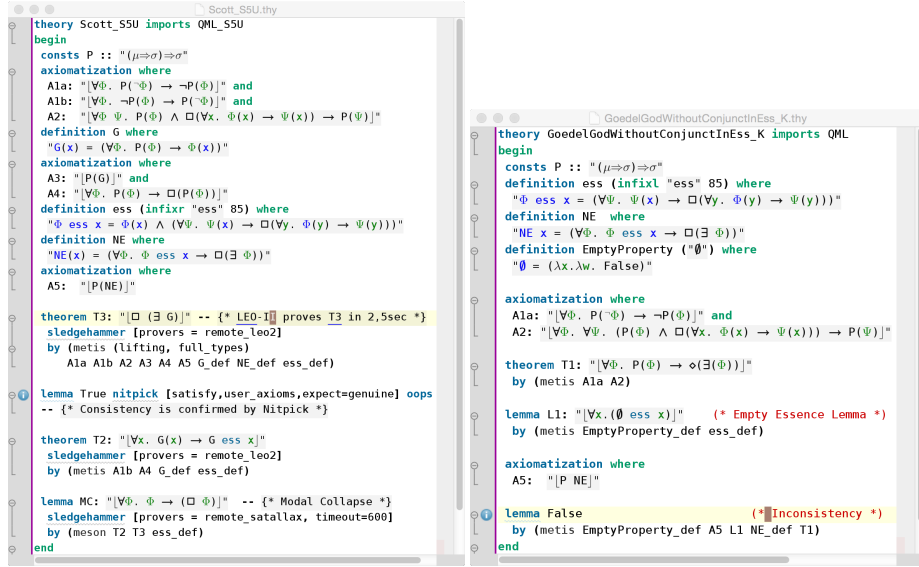 Scott_S5U.thy
theory Scott_S5U imports QML_S5U
begin
consts P :: "(μ⇒σ)⇒σ"
axiomatization where
A1a: "⌊∀Φ. P(¬Φ) → ¬P(Φ)⌋" and
A1b: "⌊∀Φ. ¬P(Φ) → P(¬Φ)⌋" and
A2: "⌊∀Φ Ψ. P(Φ) ∧ □(∀x. Φ(x) → Ψ(x)) → P(Ψ)⌋"
definition G where
"G(x) = (∀Φ. P(Φ) → Φ(x))"
axiomatization where
A3: "⌊P(G)⌋" and
A4: "⌊∀Φ. P(Φ) → □(P(Φ))⌋"
definition ess (infixr "ess" 85) where
"Φ ess x = Φ(x) ∧ (∀Ψ. Ψ(x) → □(∀y. Φ(y) → Ψ(y)))"
definition NE where
"NE(x) = (∀Φ. Φ ess x → □(∃ Φ))"
axiomatization where
A5: "⌊P(NE)⌋"
theorem T3: "⌊□ (∃ G)⌋" -- {* LEO-II proves T3 in 2,5sec *}
sledgehammer [provers = remote_leo2]
by (metis (lifting, full_types)
A1a A1b A2 A3 A4 A5 G_def NE_def ess_def)
lemma True nitpick [satisfy,user_axioms,expect=genuine] oops
-- {* Consistency is confirmed by Nitpick *}
theorem T2: "⌊∀x. G(x) → G ess x⌋"
sledgehammer [provers = remote_leo2]
by (metis A1b A4 G_def ess_def)
lemma MC: "⌊∀Φ. Φ → (□ Φ)⌋" -- {* Modal Collapse *}
sledgehammer [provers = remote_satallax, timeout=600]
by (meson T2 T3 ess_def)
end
GoedelGodWithoutConjunctInEss_K.thy
theory GoedelGodWithoutConjunctInEss_K imports QML
begin
consts P :: "(μ⇒σ)⇒σ"
definition ess (infixl "ess" 85) where
"Φ ess x = (∀Ψ. Ψ(x) → □(∀y. Φ(y) → Ψ(y)))"
definition NE where
"NE x = (∀Φ. Φ ess x → □(∃ Φ))"
definition EmptyProperty ("∅") where
"∅ = (λx.λw. False)"
axiomatization where
A1a: "⌊∀Φ. P(¬Φ) → ¬P(Φ)⌋" and
A2: "⌊∀Φ. ∀Ψ. (P(Φ) ∧ □(∀x. Φ(x) → Ψ(x))) → P(Ψ)⌋"
theorem T1: "⌊∀Φ. P(Φ) → ◇(∃(Φ))⌋"
by (metis A1a A2)
lemma L1: "⌊∀x.(∅ ess x)⌋" (* Empty Essence Lemma *)
by (metis EmptyProperty_def ess_def)
axiomatization where
A5: "⌊P NE⌋"
lemma False (* Inconsistency *)
by (metis EmptyProperty_def A5 L1 NE_def T1)
end